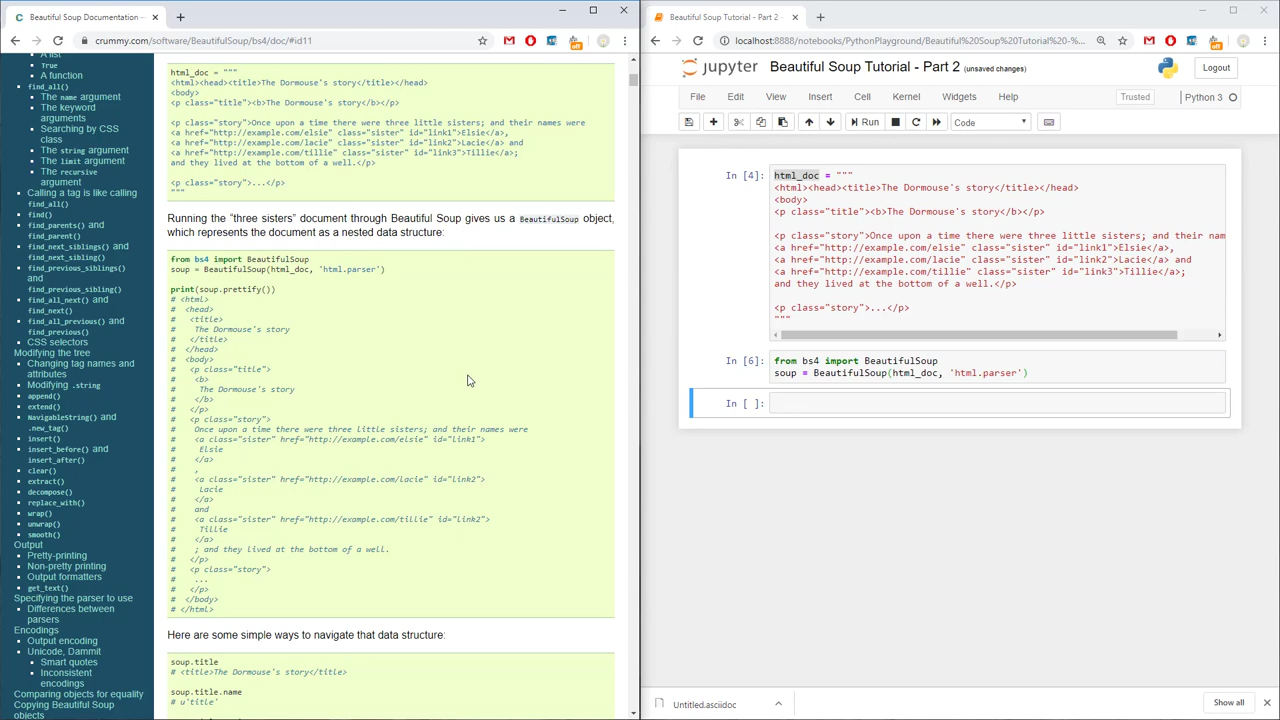 Beautiful Soup Documentation —
crummy.com/software/BeautifulSoup/bs4/doc/#id11
A list
True
A function
find_all()
The name argument
The keyword
arguments
Searching by CSS
class
The string argument
The limit argument
The recursive
argument
Calling a tag is like calling
find_all()
find()
find_parents() and
find_parent()
find_next_siblings() and
find_next_sibling()
find_previous_siblings()
and
find_previous_sibling()
find_all_next() and
find_next()
find_all_previous() and
find_previous()
CSS selectors
Modifying the tree
Changing tag names and
attributes
Modifying .string
append()
extend()
NavigableString() and
.new_tag()
insert()
insert_before() and
insert_after()
clear()
extract()
decompose()
replace_with()
wrap()
unwrap()
smooth()
Output
Pretty-printing
Non-pretty printing
Output formatters
get_text()
Specifying the parser to use
Differences between
parsers
Encodings
Output encoding
Unicode, Dammit
Smart quotes
Inconsistent
encodings
Comparing objects for equality
Copying Beautiful Soup
objects
html_doc = """
<html><head><title>The Dormouse's story</title></head>
<body>
<p class="title"><b>The Dormouse's story</b></p>
<p class="story">Once upon a time there were three little sisters; and their names were
<a href="http://example.com/elsie" class="sister" id="link1">Elsie</a>,
<a href="http://example.com/lacie" class="sister" id="link2">Lacie</a> and
<a href="http://example.com/tillie" class="sister" id="link3">Tillie</a>;
and they lived at the bottom of a well.</p>
<p class="story">...</p>
"""
Running the “three sisters” document through Beautiful Soup gives us a BeautifulSoup object,
which represents the document as a nested data structure:
from bs4 import BeautifulSoup
soup = BeautifulSoup(html_doc, 'html.parser')
print(soup.prettify())
# <html>
#  <head>
#   <title>
#    The Dormouse's story
#   </title>
#  </head>
#  <body>
#   <p class="title">
#    <b>
#     The Dormouse's story
#    </b>
#   </p>
#   <p class="story">
#    Once upon a time there were three little sisters; and their names were
#    <a class="sister" href="http://example.com/elsie" id="link1">
#     Elsie
#    </a>
#    ,
#    <a class="sister" href="http://example.com/lacie" id="link2">
#     Lacie
#    </a>
#    and
#    <a class="sister" href="http://example.com/tillie" id="link2">
#     Tillie
#    </a>
#    ; and they lived at the bottom of a well.
#   </p>
#   <p class="story">
#    ...
#   </p>
#  </body>
# </html>
Here are some simple ways to navigate that data structure:
soup.title
# <title>The Dormouse's story</title>
soup.title.name
# u'title'
Beautiful Soup Tutorial - Part 2
localhost:8888/notebooks/PythonPlayground/Beautiful%20Soup%20Tutorial%20-%...
jupyter Beautiful Soup Tutorial - Part 2 (unsaved changes)
Logout
File Edit View Insert Cell Kernel Widgets Help
Trusted
Python 3
Run
Code
In [4]:
html_doc = """
<html><head><title>The Dormouse's story</title></head>
<body>
<p class="title"><b>The Dormouse's story</b></p>
<p class="story">Once upon a time there were three little sisters; and their nam
<a href="http://example.com/elsie" class="sister" id="link1">Elsie</a>,
<a href="http://example.com/lacie" class="sister" id="link2">Lacie</a> and
<a href="http://example.com/tillie" class="sister" id="link3">Tillie</a>;
and they lived at the bottom of a well.</p>
<p class="story">...</p>
"""
In [6]:
from bs4 import BeautifulSoup
soup = BeautifulSoup(html_doc, 'html.parser')
In [ ]:
Untitled.asciidoc
Show all